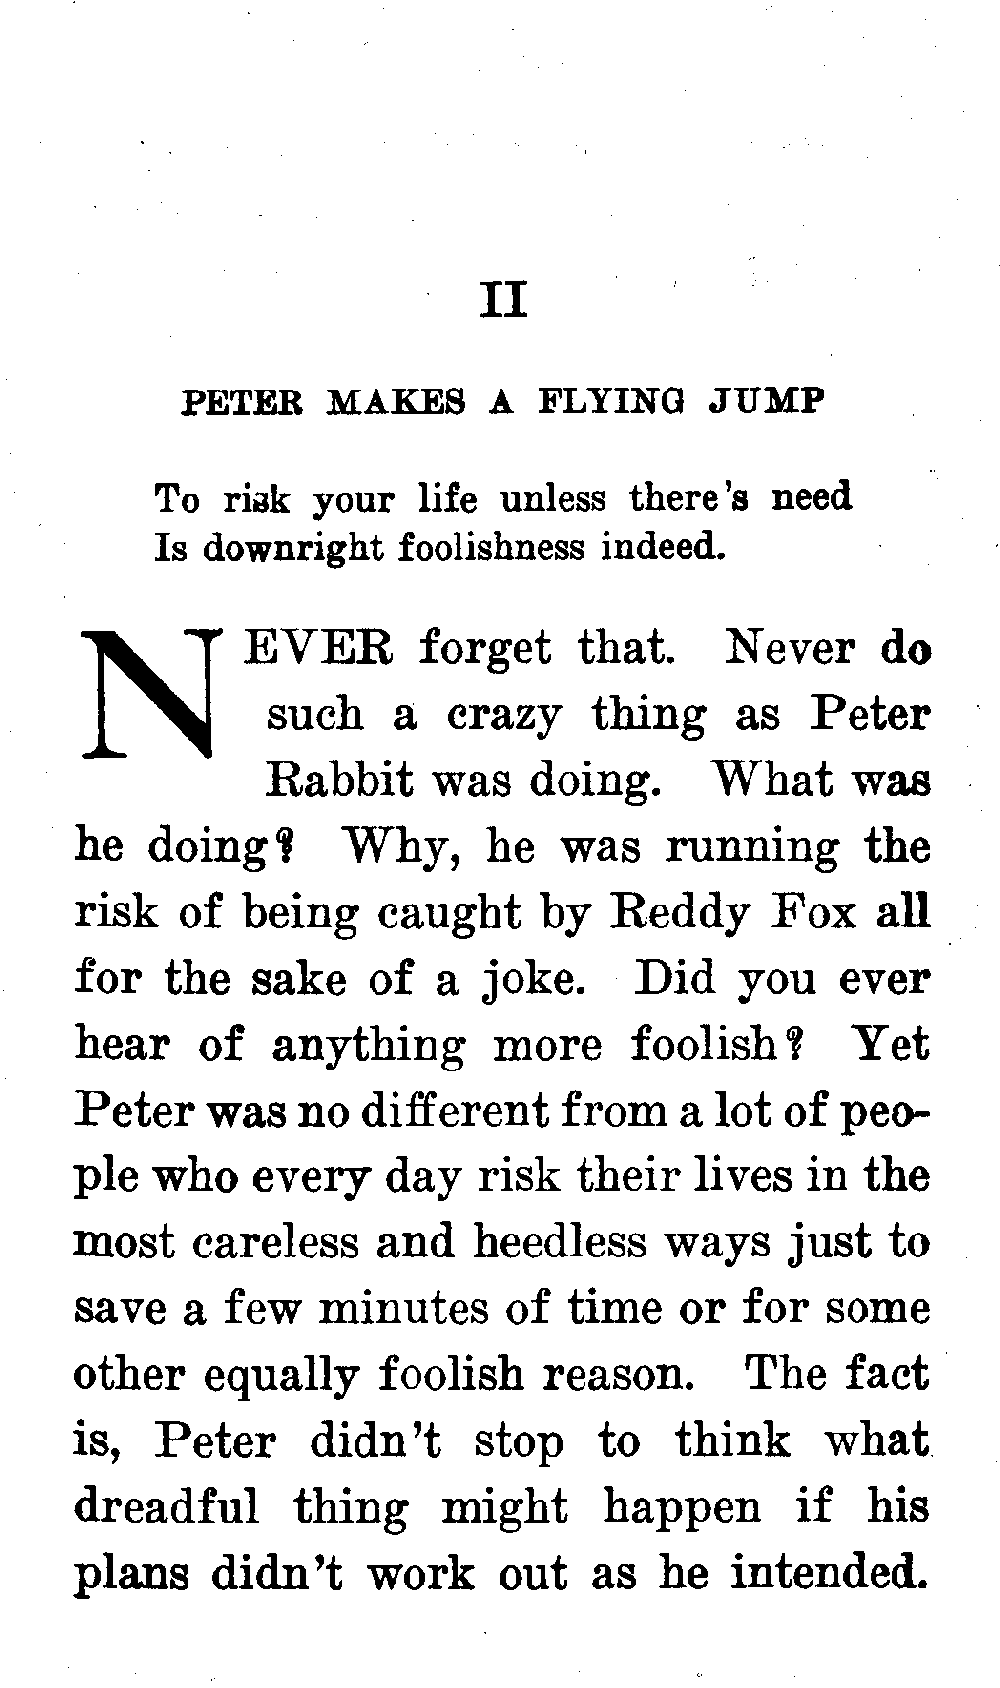 II
PETER MAKES A FLYING JUMP
To risk your life unless there's need
Is downright foolishness indeed.
NEVER forget that. Never do
such a crazy thing as Peter
Rabbit was doing. What was
he doing? Why, he was running the
risk of being caught by Reddy Fox all
for the sake of a joke. Did you ever
hear of anything more foolish? Yet
Peter was no different from a lot of peo-
ple who every day risk their lives in the
most careless and heedless ways just to
save a few minutes of time or for some
other equally foolish reason. The fact
is, Peter didn't stop to think what
dreadful thing might happen if his
plans didn't work out as he intended.